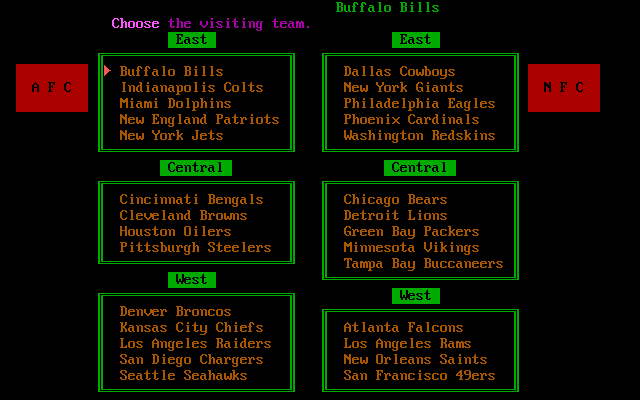 Buffalo Bills
Choose the visiting team.
A F C
East
Buffalo Bills
Indianapolis Colts
Miami Dolphins
New England Patriots
New York Jets
Central
Cincinnati Bengals
Cleveland Browns
Houston Oilers
Pittsburgh Steelers
West
Denver Broncos
Kansas City Chiefs
Los Angeles Raiders
San Diego Chargers
Seattle Seahawks
N F C
East
Dallas Cowboys
New York Giants
Philadelphia Eagles
Phoenix Cardinals
Washington Redskins
Central
Chicago Bears
Detroit Lions
Green Bay Packers
Minnesota Vikings
Tampa Bay Buccaneers
West
Atlanta Falcons
Los Angeles Rams
New Orleans Saints
San Francisco 49ers